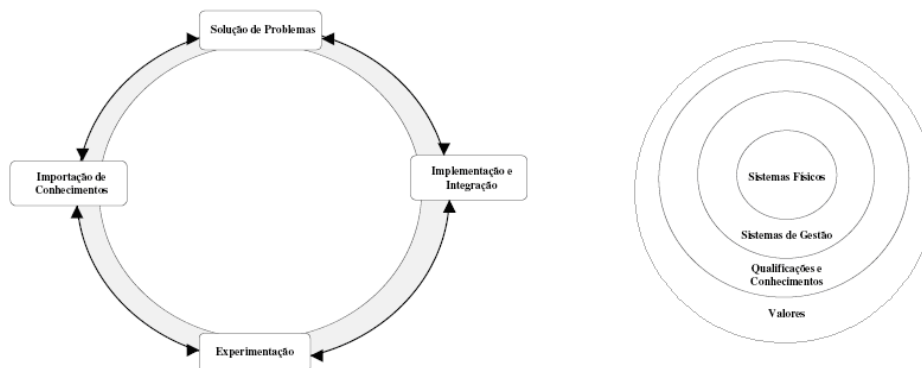 Solução de Problemas
Importação de
Conhecimentos
Implementação e
Integração
Experimentação
Sistemas Físicos
Sistemas de Gestão
Qualificações e
Conhecimentos
Valores